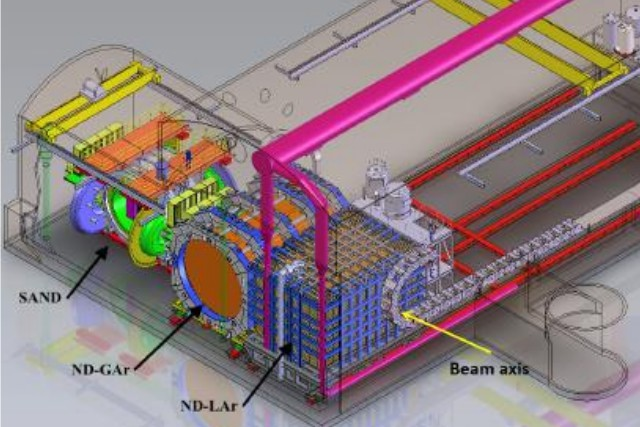 SAND
ND-GAr
ND-LAr
Beam axis